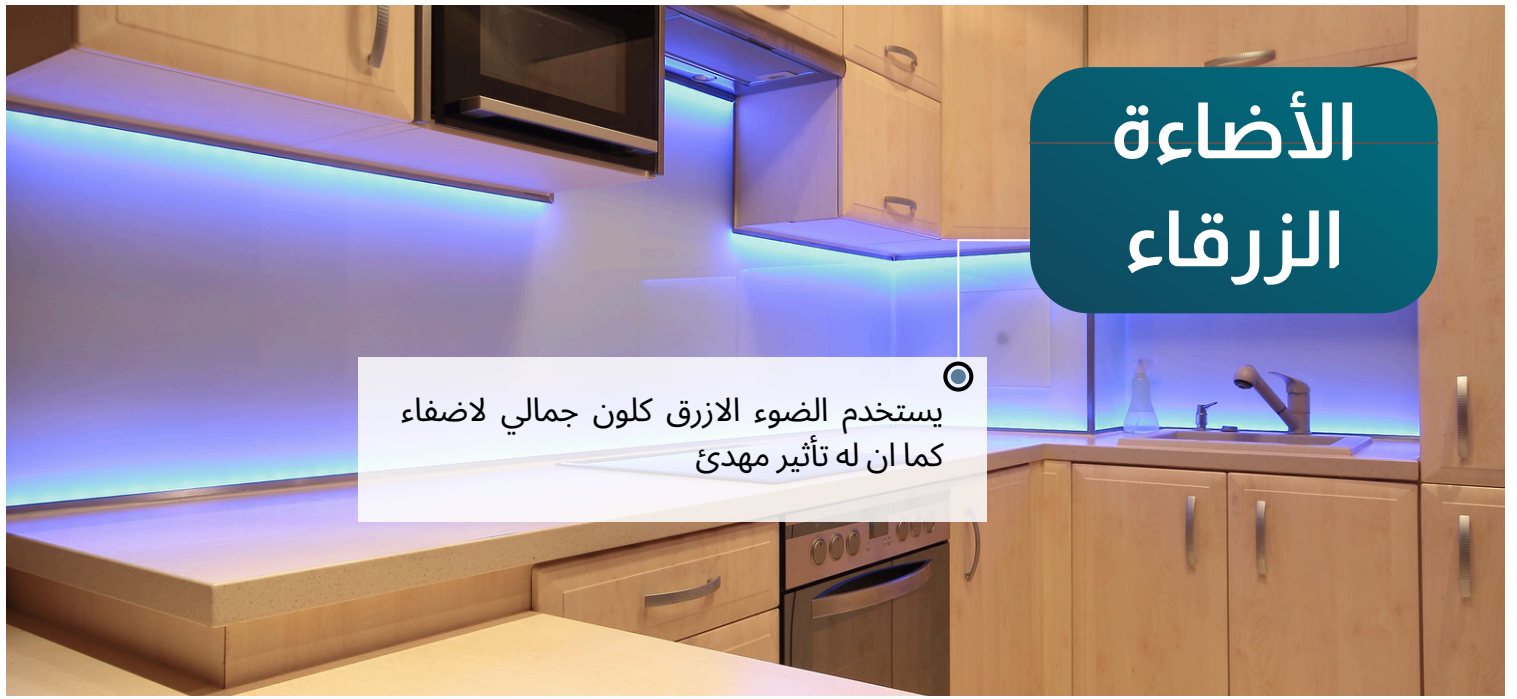 الأضاءة
الزرقاء
يستخدم الضوء الازرق كلون جمالي لاضفاء
كما ان له تأثير مهدئ